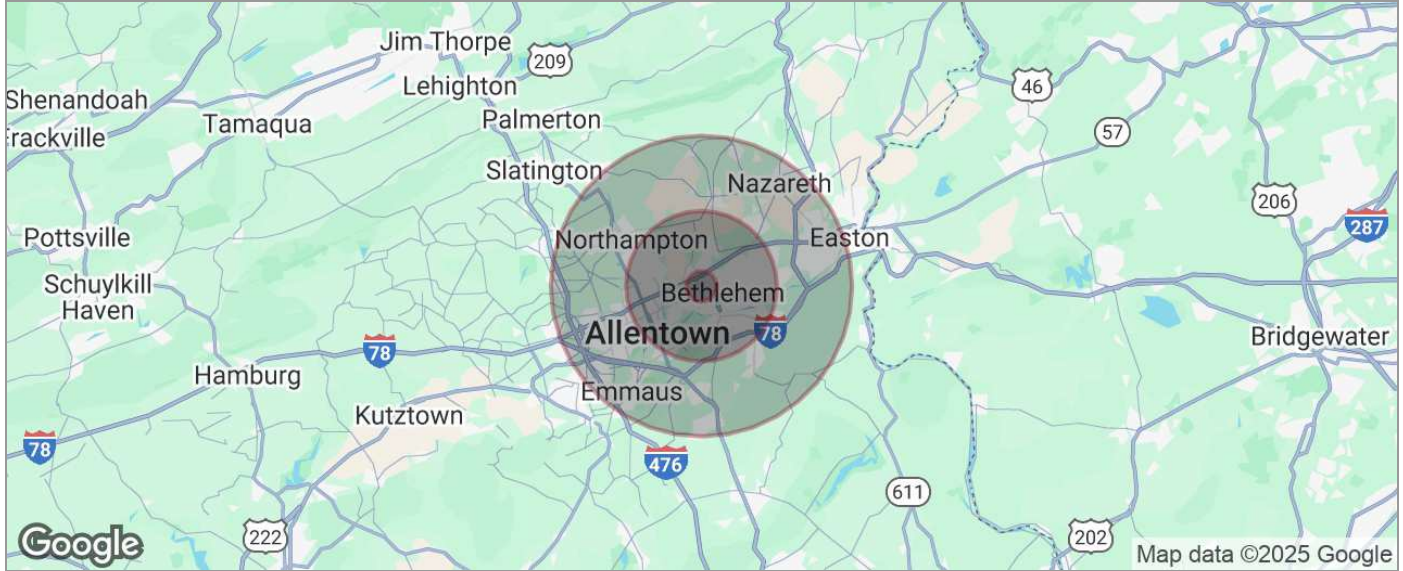 Jim Thorpe
209
46
Lehighton
Shenandoah
Frackville
Tamaqua
Palmerton
57
Slatington
Nazareth
206
287
Pottsville
Northampton
Easton
Schuylkill
Haven
Bethlehem
Allentown
78
Bridgewater
78
Hamburg
Emmaus
Kutztown
78
476
611
222
202
Google
Map data ©2025 Google